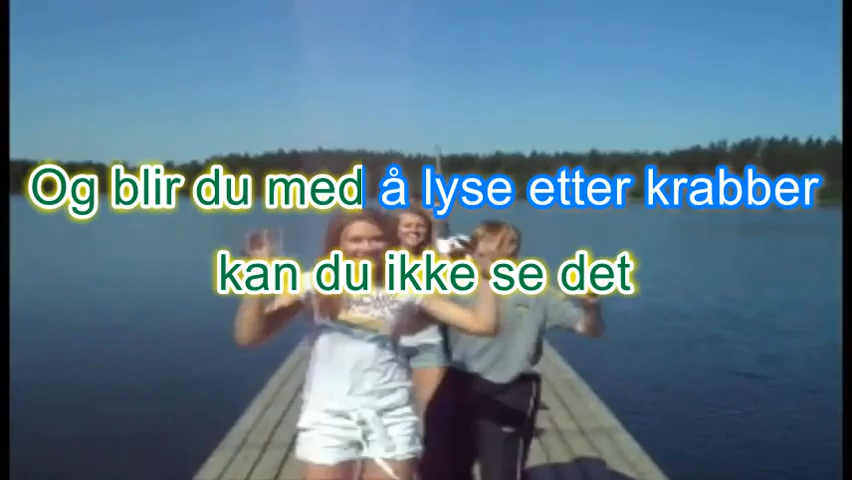 Og blir du med å lyse etter krabber
kan du ikke se det